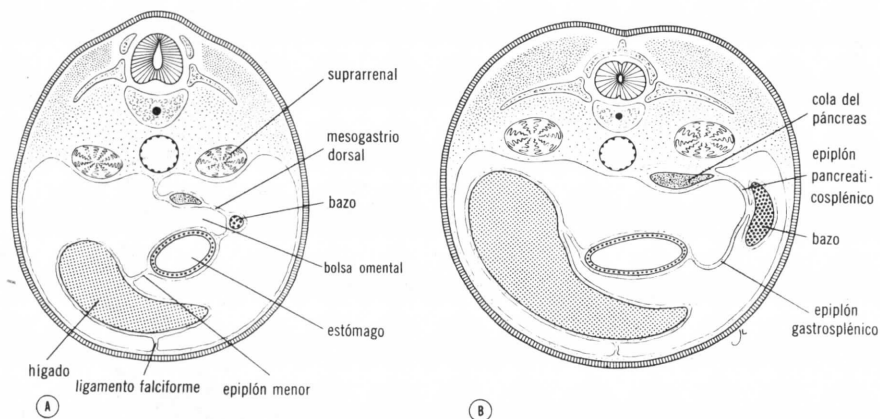 suprarrenal
mesogastrio
dorsal
bazo
bolsa omental
estómago
hígado
ligamento falciforme
epiplón menor
A
cola del
páncreas
epiplón
pancreati-
cosplénico
bazo
epiplón
gastrosplénico
B